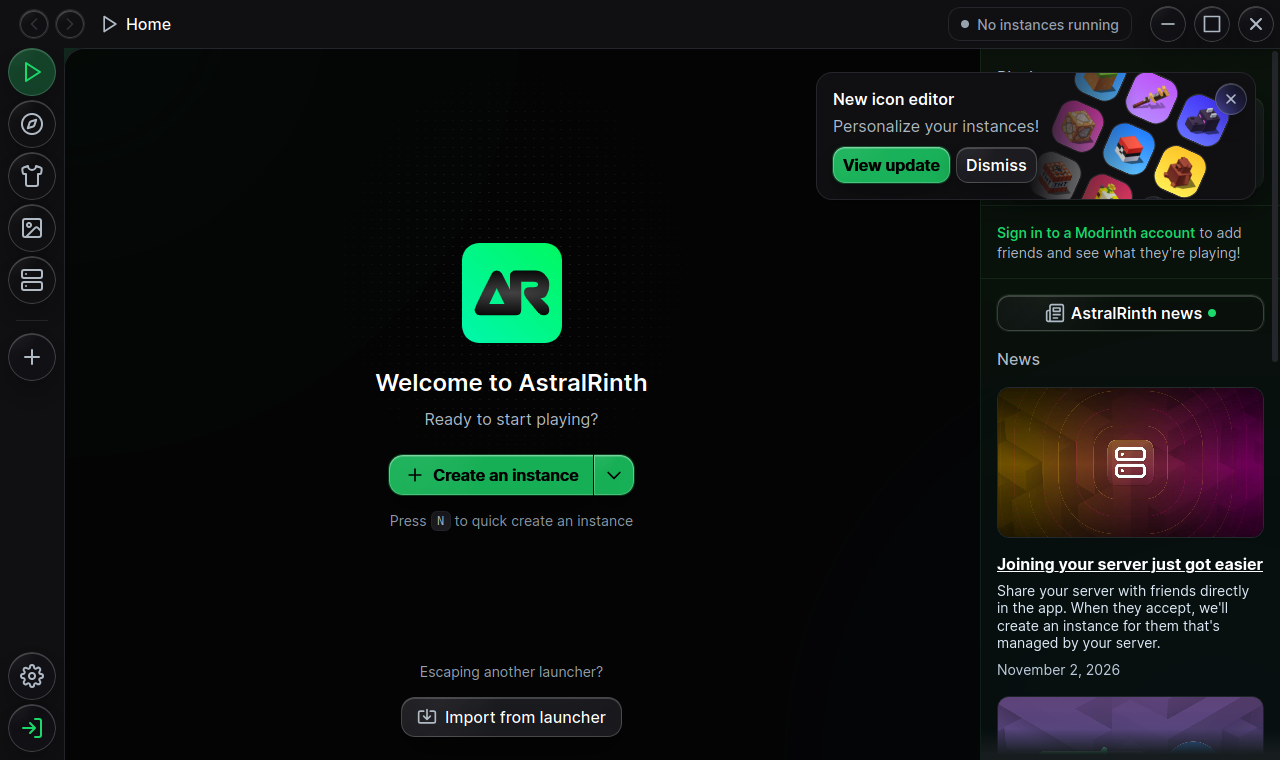 Home
No instances running
New icon editor
Personalize your instances!
View update
Dismiss
Sign in to a Modrinth account to add
friends and see what they're playing!
AstralRinth news
News
AR
Welcome to AstralRinth
Ready to start playing?
Create an instance
Press N to quick create an instance
Joining your server just got easier
Share your server with friends directly
in the app. When they accept, we'll
create an instance for them that's
managed by your server.
November 2, 2026
Escaping another launcher?
Import from launcher